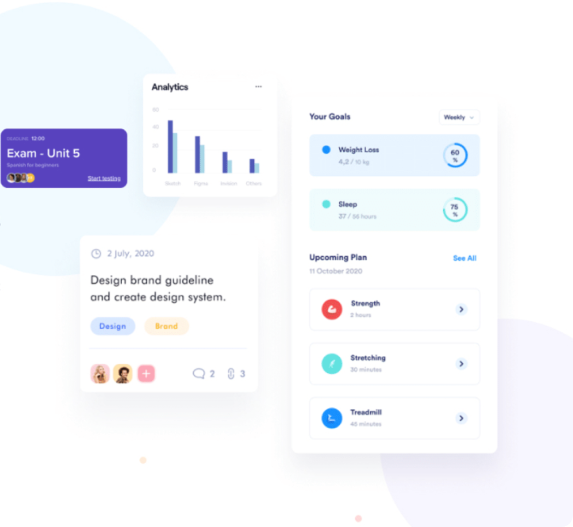 Analytics
60
40
20
0
Sketch
Figma
Invision
Others
12:00
Exam - Unit 5
Spanish for beginners
Start testing
2 July, 2020
Design brand guideline
and create design system.
Design
Brand
2
3
Your Goals
Weekly
Weight Loss
60
%
4,2 / 10 kg
Sleep
75
%
37 / 56 hours
Upcoming Plan
See All
11 October 2020
Strength
2 hours
Stretching
30 minutes
Treadmill
45 minutes